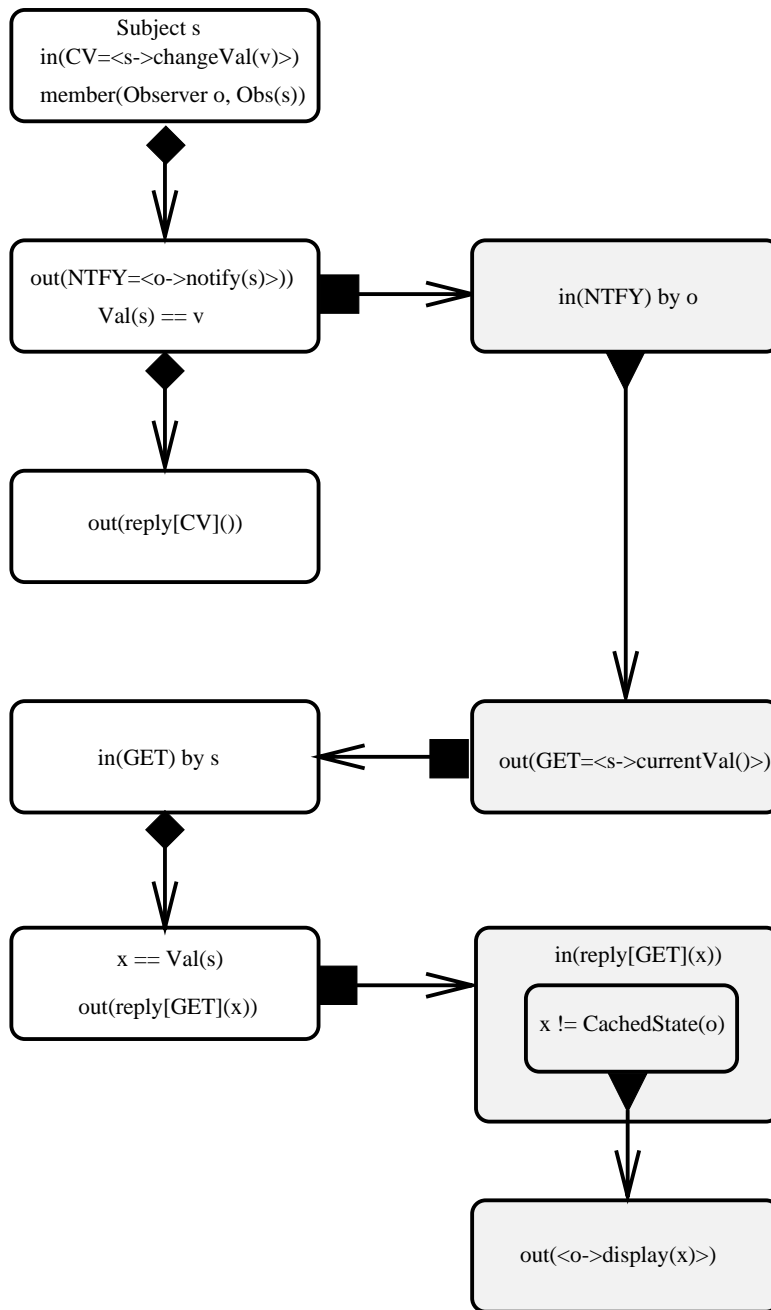 Subject s
in(CV=<s->changeVal(v)>)
member(Observer o, Obs(s))
out(NTFY=<o->notify(s)>))
Val(s) == v
in(NTFY) by o
out(reply[CV]())
in(GET) by s
out(GET=<s->currentVal()>)
x == Val(s)
out(reply[GET](x))
in(reply[GET](x))
x != CachedState(o)
out(<o->display(x)>)